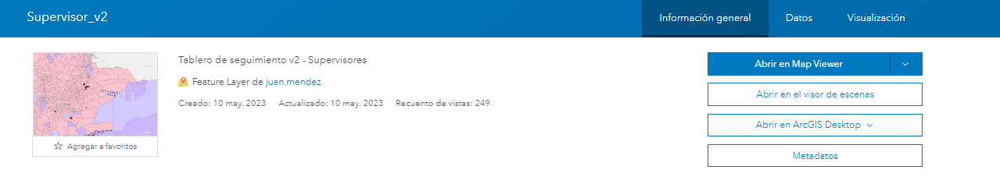 Supervisor_v2
Información general
Datos
Visualización
Tablero de seguimiento v2 - Supervisores
Feature Layer de juan.mendez
Creado: 10 may. 2023 Actualizado: 10 may. 2023 Recuento de vistas: 249
Agregar a favoritos
Abrir en Map Viewer
Abrir en el visor de escenas
Abrir en ArcGIS Desktop
Metadatos